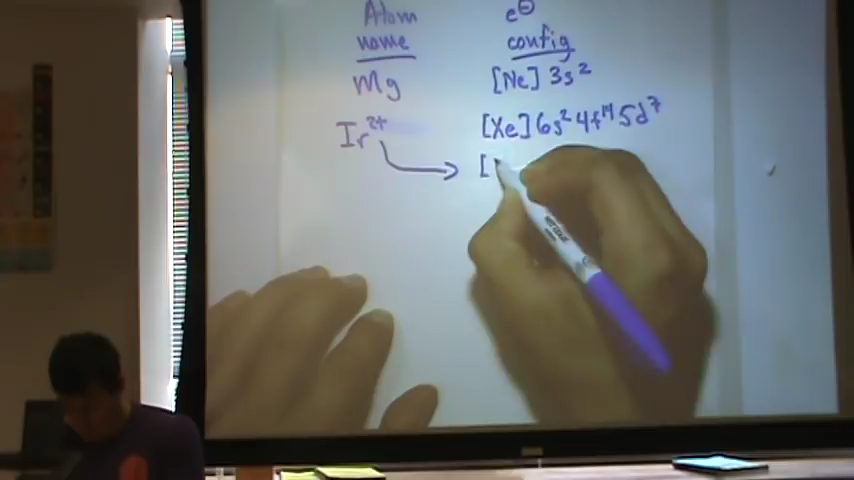 Atom e⊖
name config
Mg [Ne] 3s²
Ir²⁺ [Xe] 6s² 4f¹⁴ 5d⁷
[